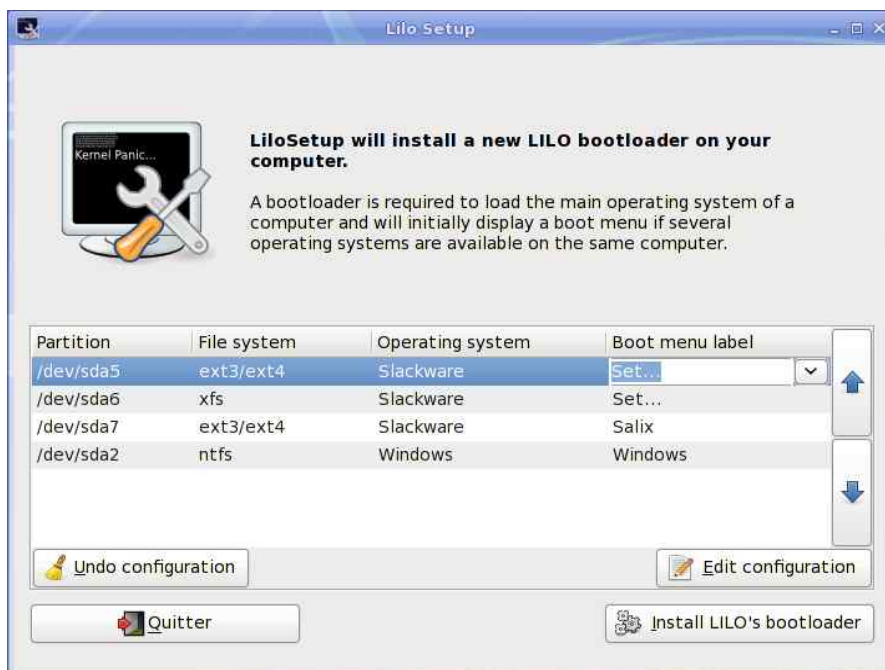 Lilo Setup
Kernel Panic...
LiloSetup will install a new LILO bootloader on your
computer.
A bootloader is required to load the main operating system of a
computer and will initially display a boot menu if several
operating systems are available on the same computer.
Partition File system Operating system Boot menu label
/dev/sda5 ext3/ext4 Slackware Set...
/dev/sda6 xfs Slackware Set...
/dev/sda7 ext3/ext4 Slackware Salix
/dev/sda2 ntfs Windows Windows
Undo configuration Edit configuration
Quitter Install LILO's bootloader